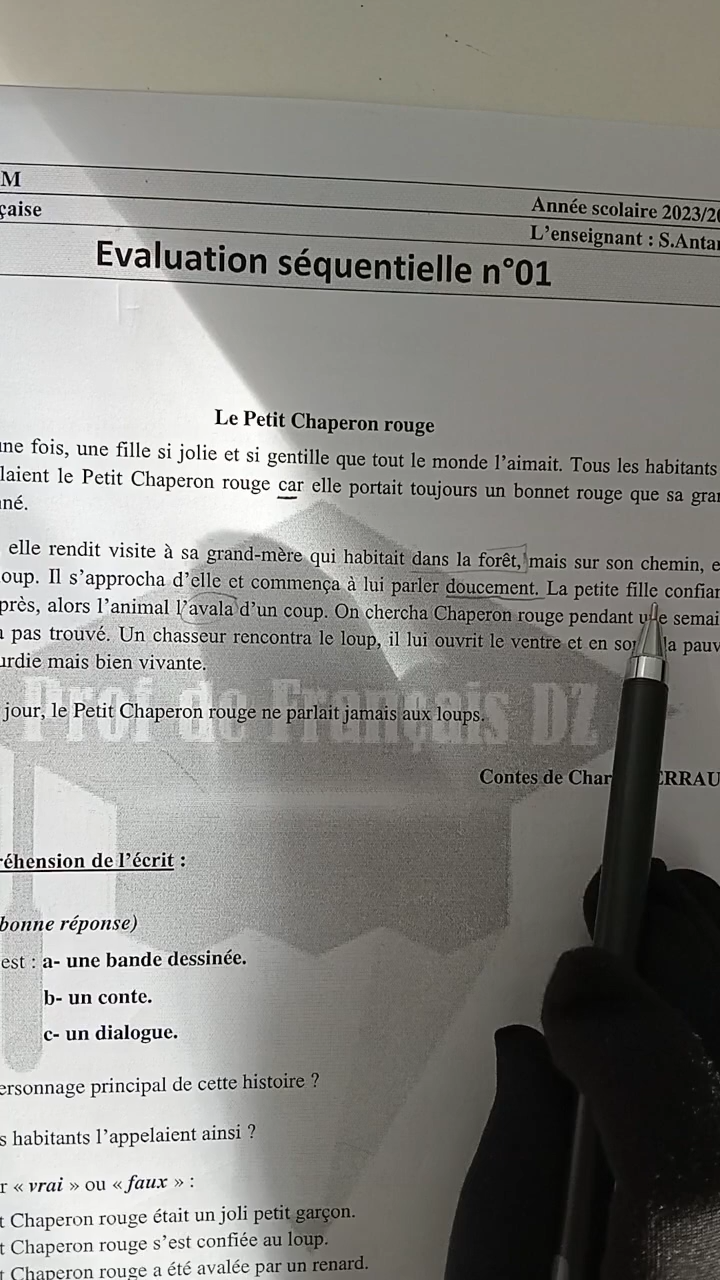 M
çaise
Année scolaire 2023/20
L'enseignant : S.Antar
Evaluation séquentielle n°01
Le Petit Chaperon rouge
une fois, une fille si jolie et si gentille que tout le monde l'aimait. Tous les habitants
laient le Petit Chaperon rouge car elle portait toujours un bonnet rouge que sa gran
né.
elle rendit visite à sa grand-mère qui habitait dans la forêt, mais sur son chemin, e
oup. Il s'approcha d'elle et commença à lui parler doucement. La petite fille confian
près, alors l'animal l'avala d'un coup. On chercha Chaperon rouge pendant une semai
a pas trouvé. Un chasseur rencontra le loup, il lui ouvrit le ventre et en so la pauv
urdie mais bien vivante.
jour, le Petit Chaperon rouge ne parlait jamais aux loups.
Prof de Français DZ
Contes de Char ERRAU
réhension de l'écrit :
bonne réponse)
est : a- une bande dessinée.
b- un conte.
c- un dialogue.
ersonnage principal de cette histoire ?
s habitants l'appelaient ainsi ?
r « vrai » ou « faux » :
t Chaperon rouge était un joli petit garçon.
t Chaperon rouge s'est confiée au loup.
t Chaperon rouge a été avalée par un renard.